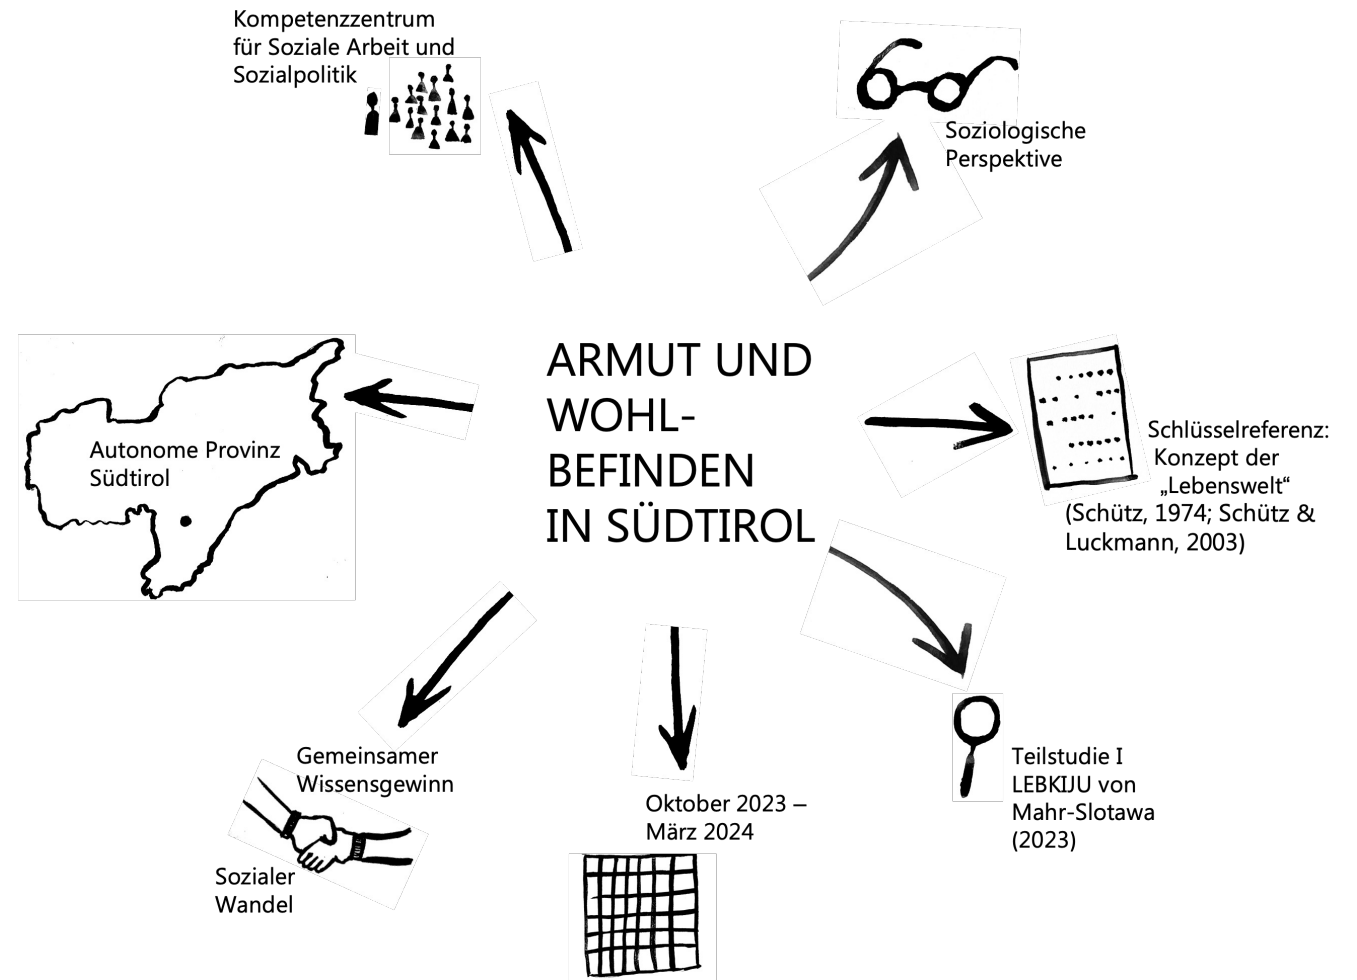 Kompetenzzentrum
für Soziale Arbeit und
Sozialpolitik
Soziologische
Perspektive
ARMUT UND
WOHL-
BEFINDEN
IN SÜDTIROL
Autonome Provinz
Südtirol
Schlüsselreferenz:
Konzept der
„Lebenswelt“
(Schütz, 1974; Schütz &
Luckmann, 2003)
Gemeinsamer
Wissensgewinn
Sozialer
Wandel
Oktober 2023 –
März 2024
Teilstudie I
LEBKIJU von
Mahr-Slotawa
(2023)